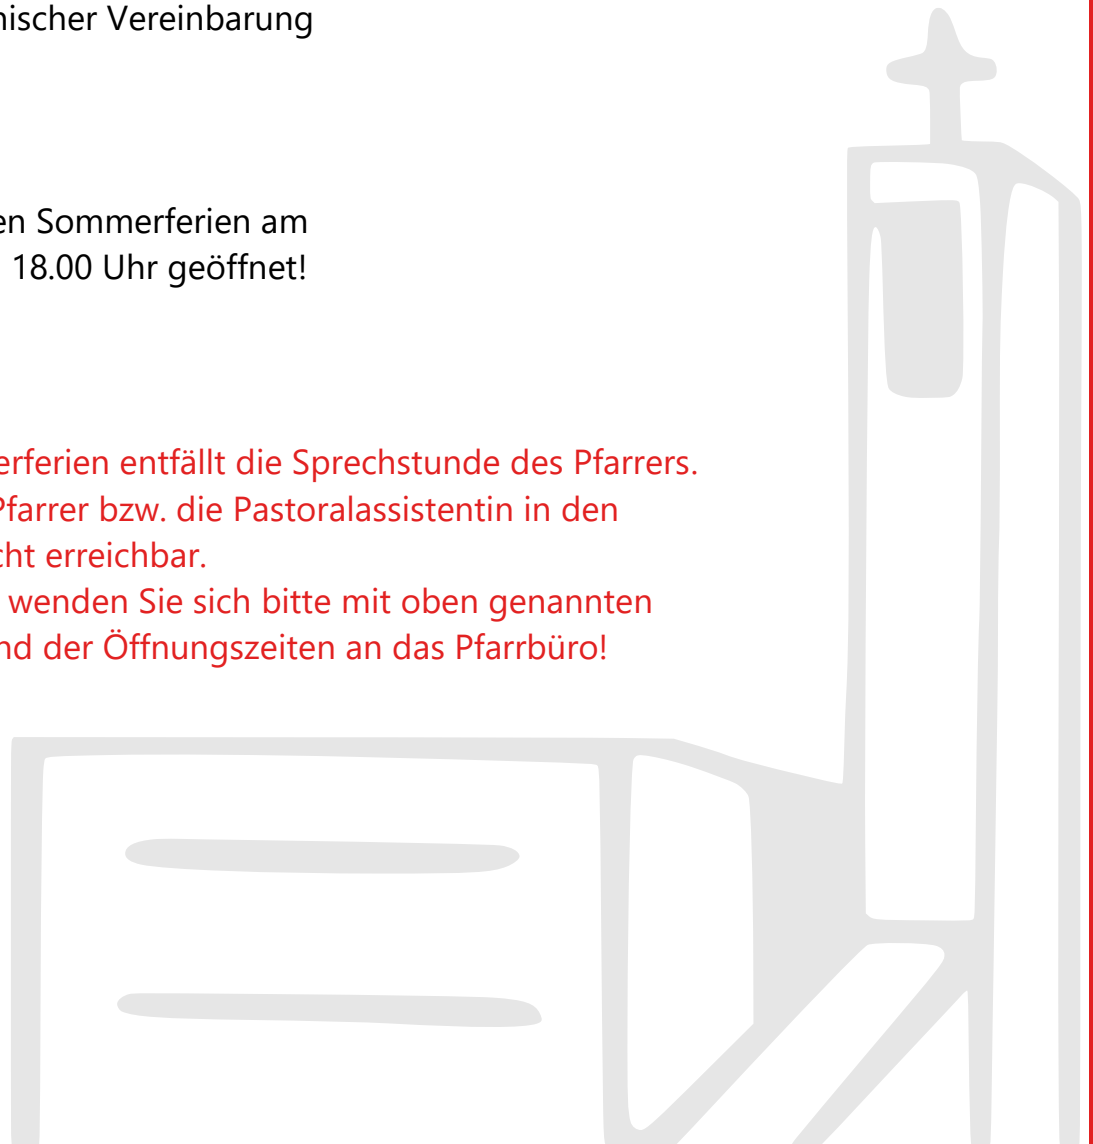 nischer Vereinbarung
en Sommerferien am
18.00 Uhr geöffnet!
erferien entfällt die Sprechstunde des Pfarrers.
Pfarrer bzw. die Pastoralassistentin in den
cht erreichbar.
wenden Sie sich bitte mit oben genannten
nd der Öffnungszeiten an das Pfarrbüro!